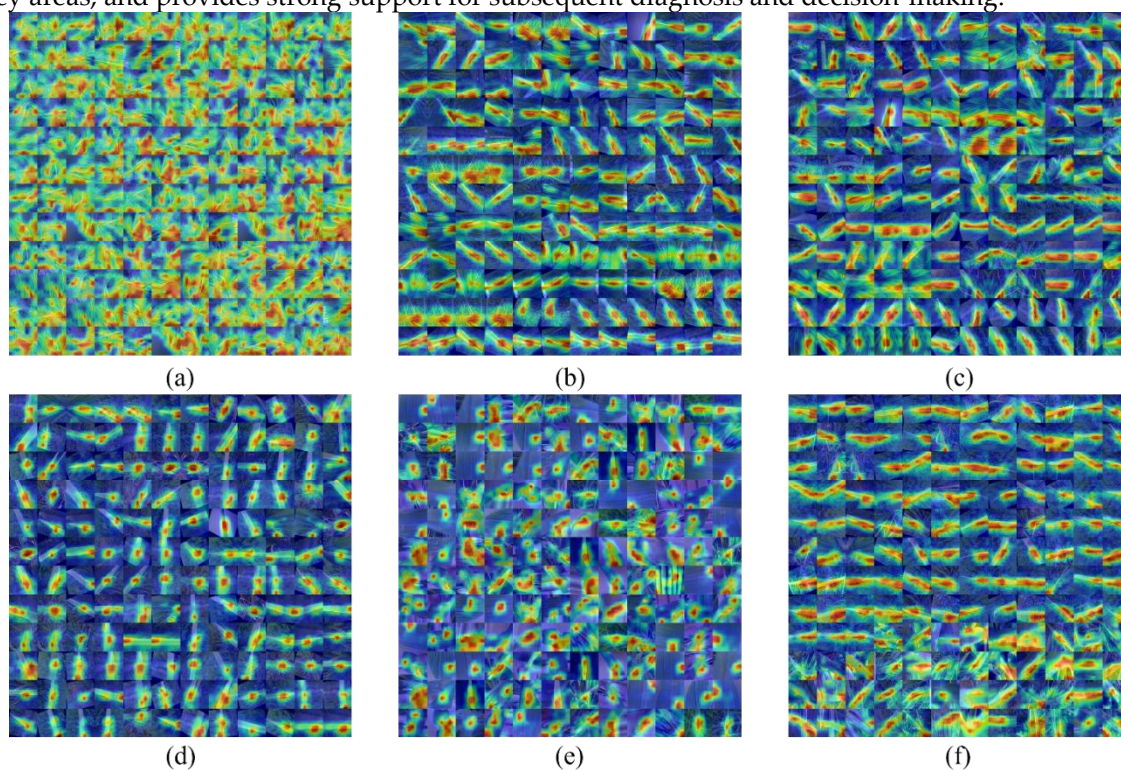 ey areas, and provides strong support for subsequent diagnosis and decision-making.
(a)
(b)
(c)
(d)
(e)
(f)